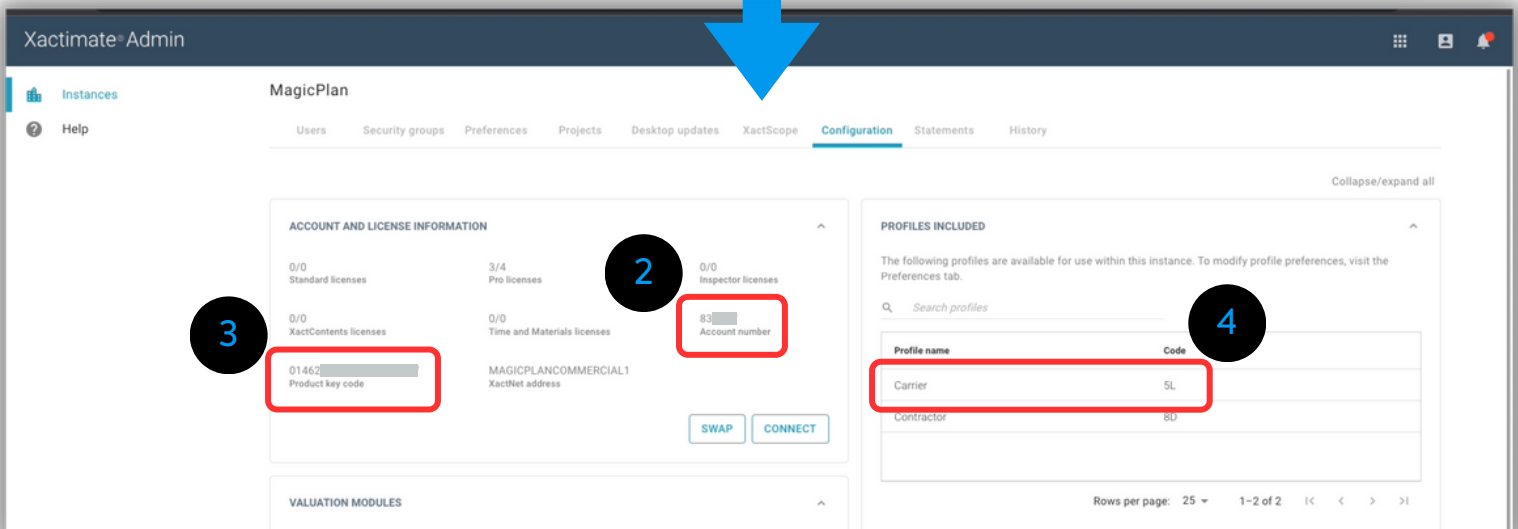 Xactimate® Admin
Instances
Help
MagicPlan
Users Security groups Preferences Projects Desktop updates XactScope Configuration Statements History
Collapse/expand all
ACCOUNT AND LICENSE INFORMATION
0/0 3/4 0/0
Standard licenses Pro licenses Inspector licenses
2
0/0 0/0 83
XactContents licenses Time and Materials licenses Account number
3
01462 MAGICPLANCOMMERCIAL1
Product key code XactNet address
SWAP CONNECT
VALUATION MODULES
PROFILES INCLUDED
The following profiles are available for use within this instance. To modify profile preferences, visit the
Preferences tab.
Search profiles
4
Profile name Code
Carrier 5L
Contractor 8D
Rows per page: 25 1–2 of 2